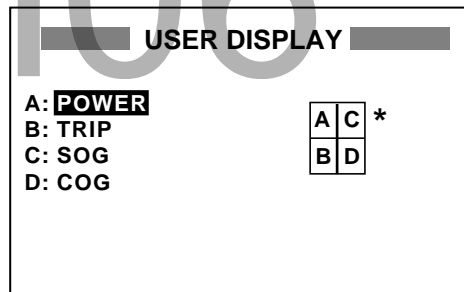 USER DISPLAY
A: POWER
B: TRIP
C: SOG
D: COG
A C *
B D